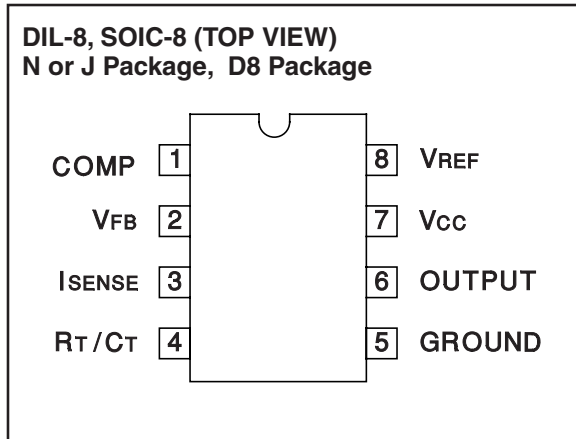 DIL-8, SOIC-8 (TOP VIEW)
N or J Package, D8 Package
COMP 1 8 VREF
VFB 2 7 VCC
ISENSE 3 6 OUTPUT
RT/CT 4 5 GROUND